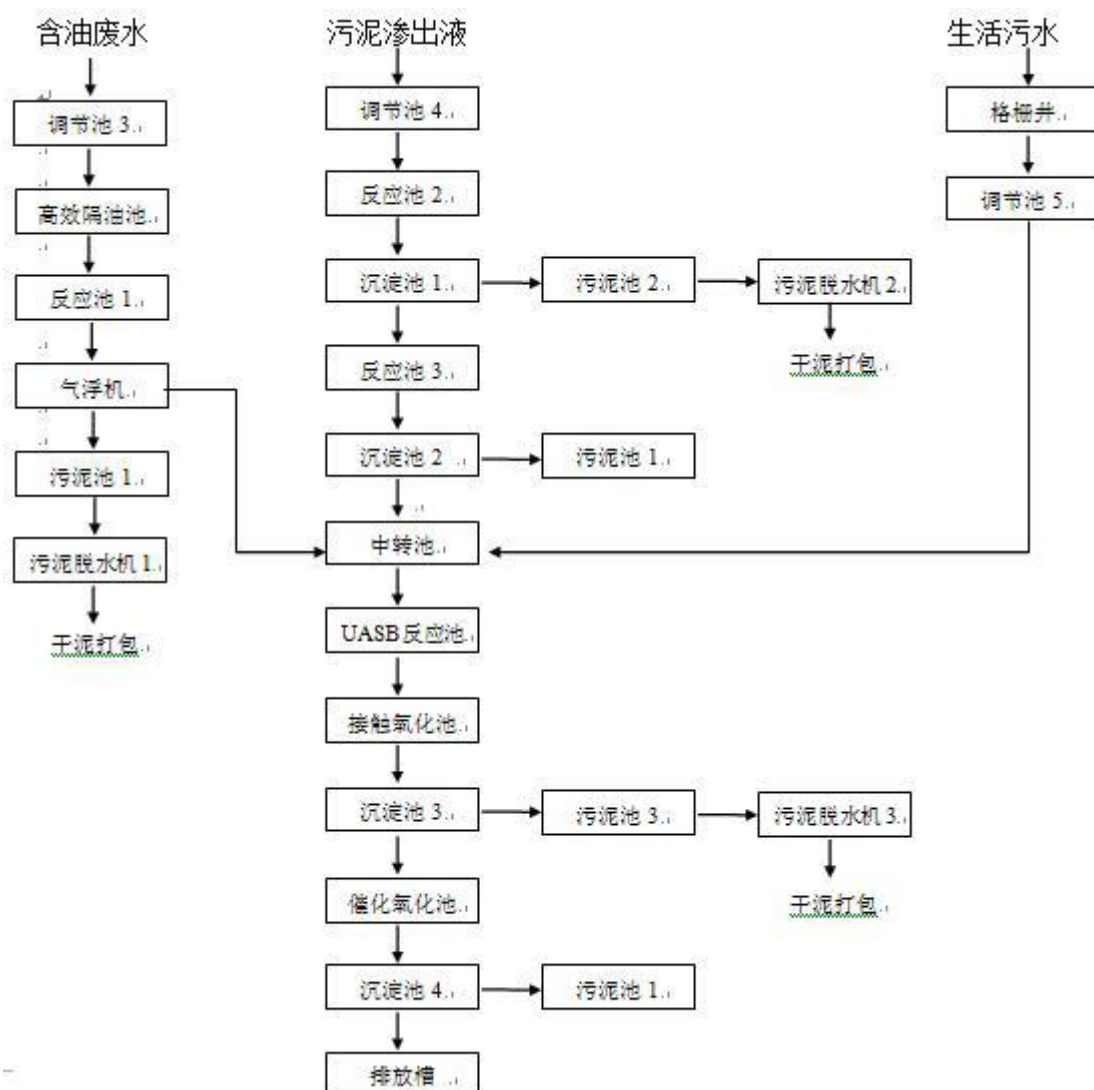 含油废水
污泥渗出液
生活污水
调节池 3
调节池 4
格栅井
高效隔油池
反应池 2
调节池 5
反应池 1
沉淀池 1
污泥池 2
污泥脱水机 2
气浮机
反应池 3
干泥打包
污泥池 1
沉淀池 2
污泥池 1
污泥脱水机 1
中转池
干泥打包
UASB 反应池
接触氧化池
沉淀池 3
污泥池 3
污泥脱水机 3
催化氧化池
干泥打包
沉淀池 4
污泥池 1
排放槽